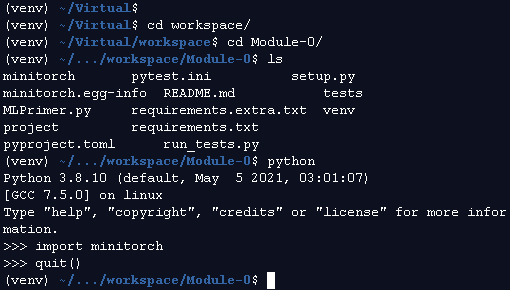 (venv) ~/Virtual$
(venv) ~/Virtual$ cd workspace/
(venv) ~/Virtual/workspace$ cd Module-0/
(venv) ~/.../workspace/Module-0$ ls
minitorch pytest.ini setup.py
minitorch.egg-info README.md tests
MLPrimer.py requirements.extra.txt venv
project requirements.txt
pyproject.toml run_tests.py
(venv) ~/.../workspace/Module-0$ python
Python 3.8.10 (default, May  5 2021, 03:01:07)
[GCC 7.5.0] on linux
Type "help", "copyright", "credits" or "license" for more infor
mation.
>>> import minitorch
>>> quit()
(venv) ~/.../workspace/Module-0$